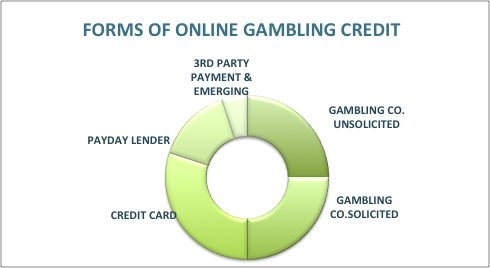 FORMS OF ONLINE GAMBLING CREDIT
3RD PARTY
PAYMENT &
EMERGING
GAMBLING CO.
UNSOLICITED
PAYDAY LENDER
GAMBLING
CO.SOLICITED
CREDIT CARD